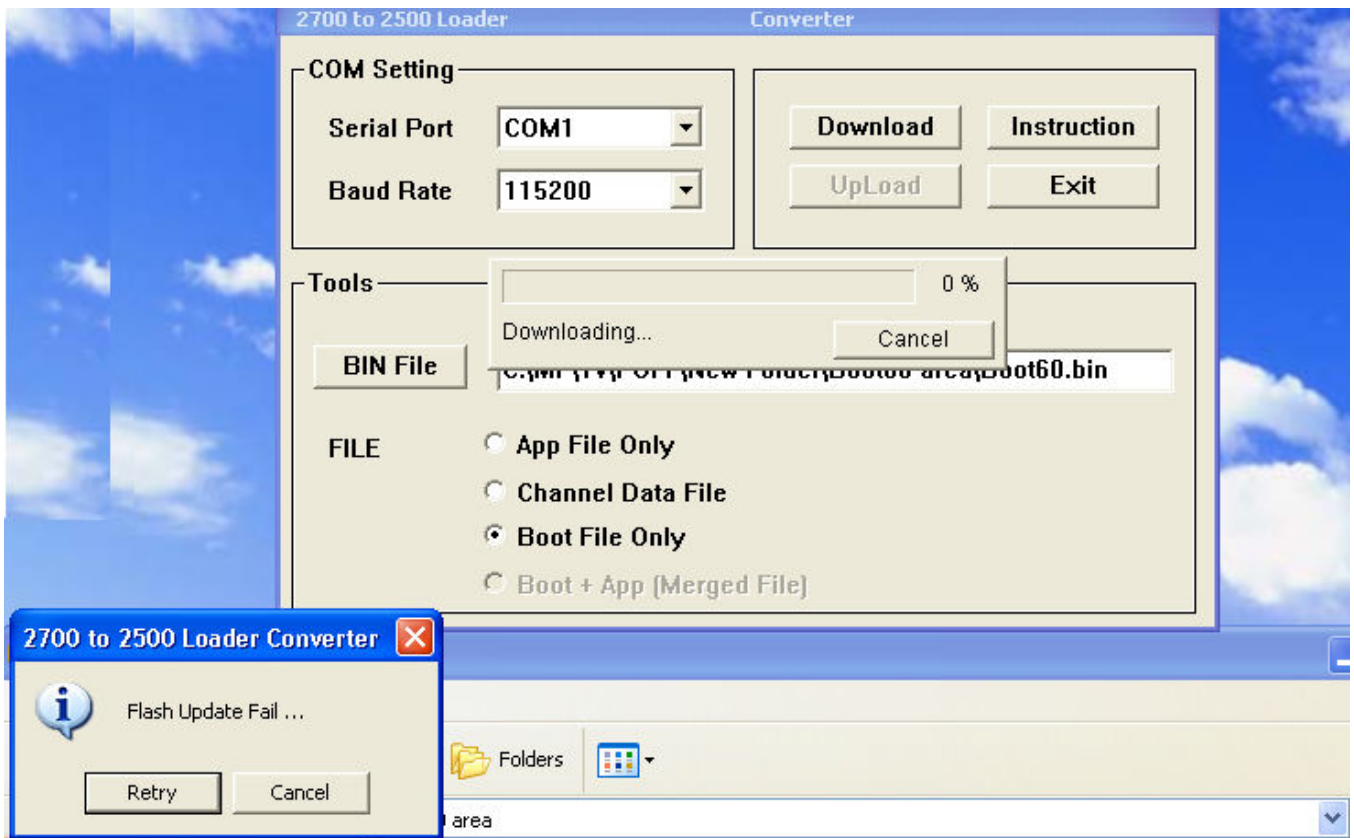 2700 to 2500 Loader Converter
COM Setting
Serial Port COM1
Baud Rate 115200
Download Instruction
UpLoad Exit
Tools
0 %
Downloading...
Cancel
BIN File
Boot60.bin
FILE
App File Only
Channel Data File
Boot File Only
Boot + App (Merged File)
2700 to 2500 Loader Converter
Flash Update Fail ...
Retry Cancel
Folders
area